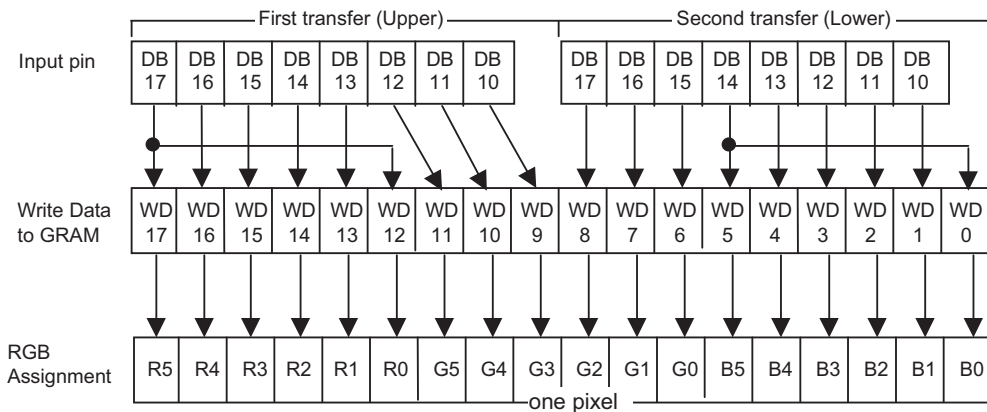 First transfer (Upper) Second transfer (Lower)
Input pin
DB 17 DB 16 DB 15 DB 14 DB 13 DB 12 DB 11 DB 10 DB 17 DB 16 DB 15 DB 14 DB 13 DB 12 DB 11 DB 10
Write Data to GRAM
WD 17 WD 16 WD 15 WD 14 WD 13 WD 12 WD 11 WD 10 WD 9 WD 8 WD 7 WD 6 WD 5 WD 4 WD 3 WD 2 WD 1 WD 0
RGB Assignment
R5 R4 R3 R2 R1 R0 G5 G4 G3 G2 G1 G0 B5 B4 B3 B2 B1 B0
one pixel